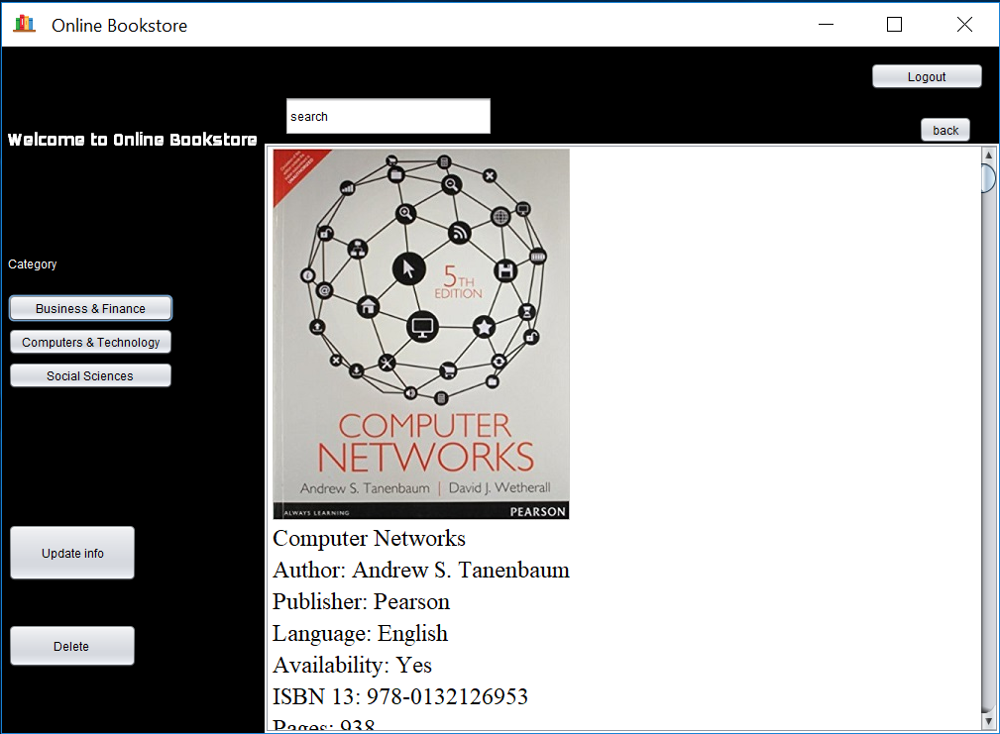 Online Bookstore
Logout
search
back
Welcome to Online Bookstore
Category
Business & Finance
Computers & Technology
Social Sciences
Update info
Delete
5TH
EDITION
COMPUTER
NETWORKS
Andrew S. Tanenbaum | David J. Wetherall
ALWAYS LEARNING
PEARSON
Computer Networks
Author: Andrew S. Tanenbaum
Publisher: Pearson
Language: English
Availability: Yes
ISBN 13: 978-0132126953
Pages: 938